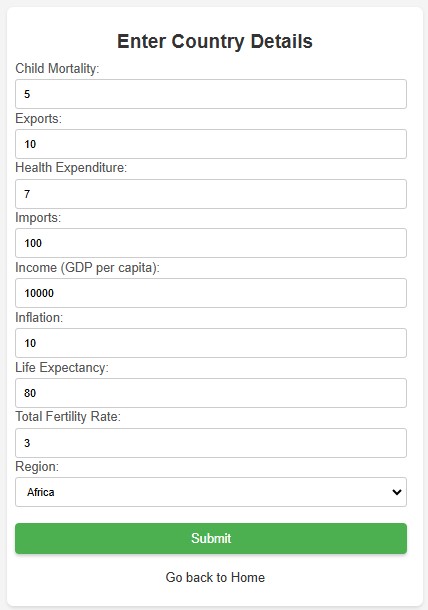 Enter Country Details
Child Mortality:
5
Exports:
10
Health Expenditure:
7
Imports:
100
Income (GDP per capita):
10000
Inflation:
10
Life Expectancy:
80
Total Fertility Rate:
3
Region:
Africa
Submit
Go back to Home